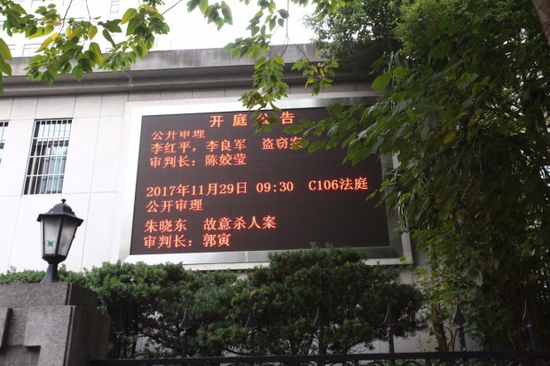 开庭公告
公开审理
李红平，李良军 盗窃案
审判长：陈姣莹
2017年11月29日 09:30 C106法庭
公开审理
朱晓东 故意杀人案
审判长：郭寅